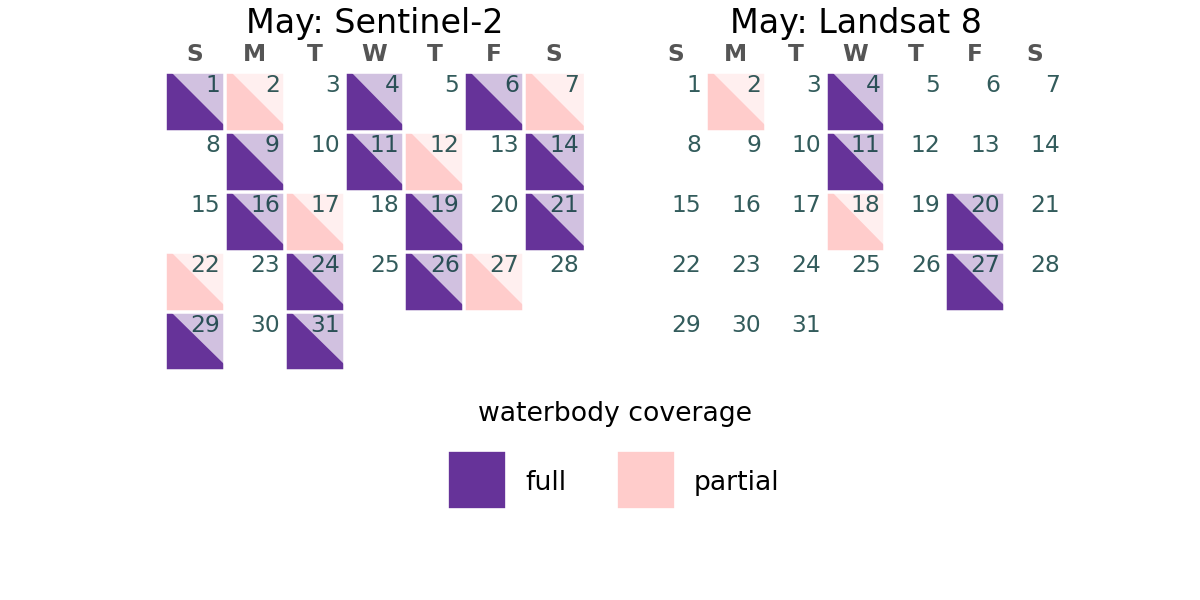 May: Sentinel-2
S M T W T F S
1 2 3 4 5 6 7
8 9 10 11 12 13 14
15 16 17 18 19 20 21
22 23 24 25 26 27 28
29 30 31
May: Landsat 8
S M T W T F S
1 2 3 4 5 6 7
8 9 10 11 12 13 14
15 16 17 18 19 20 21
22 23 24 25 26 27 28
29 30 31
waterbody coverage
full
partial